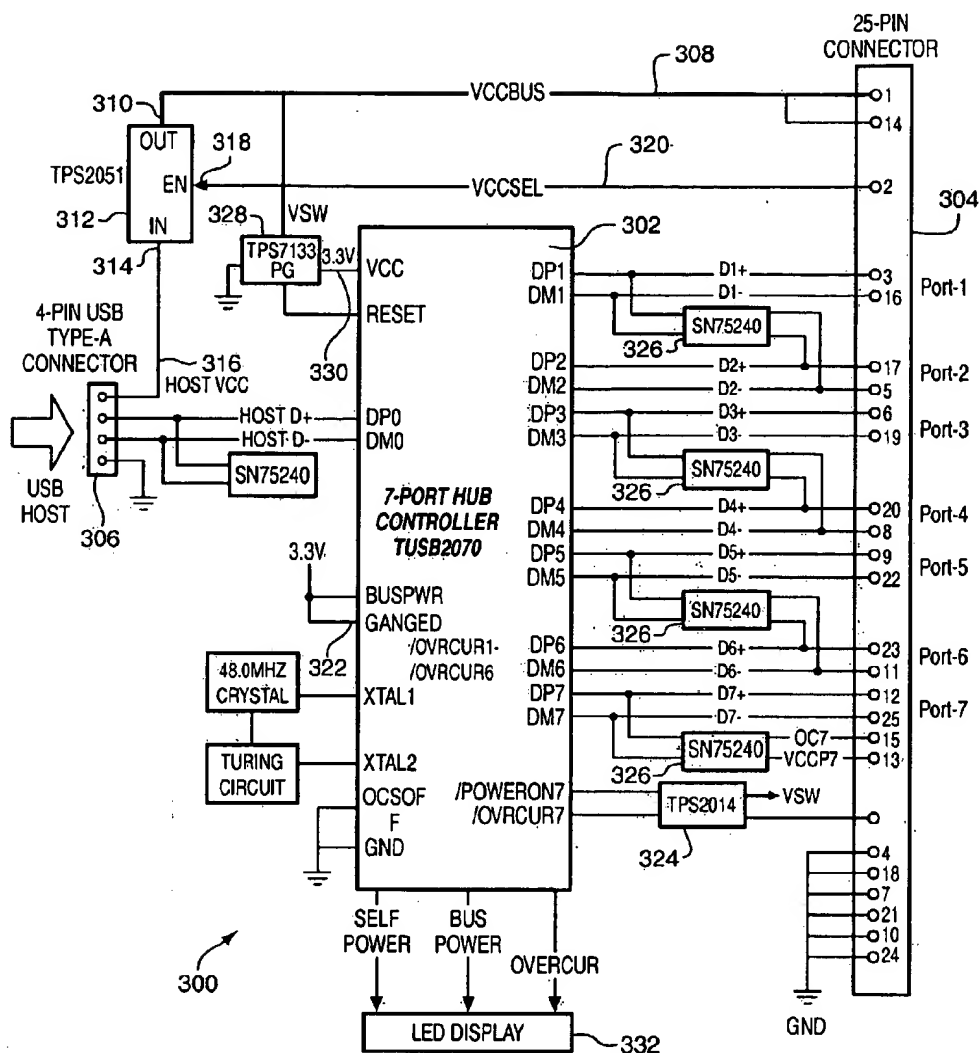 25-PIN
CONNECTOR
308
VCCBUS
1
14
310
OUT
TPS2051
EN
318
320
VCCSEL
2
312
IN
314
328
VSW
TPS7133
PG
3.3V
302
304
VCC
RESET
330
4-PIN USB
TYPE-A
CONNECTOR
316
HOST VCC
HOST D+
HOST D-
DP0
DM0
SN75240
USB
HOST
306
7-PORT HUB
CONTROLLER
TUSB2070
DP1
D1+
3
DM1
D1-
16
Port-1
SN75240
326
DP2
D2+
17
Port-2
DM2
D2-
5
DP3
D3+
6
DM3
D3-
19
Port-3
SN75240
326
DP4
D4+
20
Port-4
DM4
D4-
8
DP5
D5+
9
Port-5
DM5
D5-
22
SN75240
326
DP6
D6+
23
Port-6
DM6
D6-
11
DP7
D7+
12
Port-7
DM7
D7-
25
SN75240
OC7
15
VCCP7
13
326
3.3V
BUSPWR
GANGED
322
/OVRCUR1-
/OVRCUR6
48.0MHZ
CRYSTAL
XTAL1
TURING
CIRCUIT
XTAL2
OCSOF
F
GND
/POWERON7
/OVRCUR7
TPS2014
VSW
324
4
18
7
21
10
24
GND
SELF
POWER
BUS
POWER
OVERCUR
300
LED DISPLAY
332